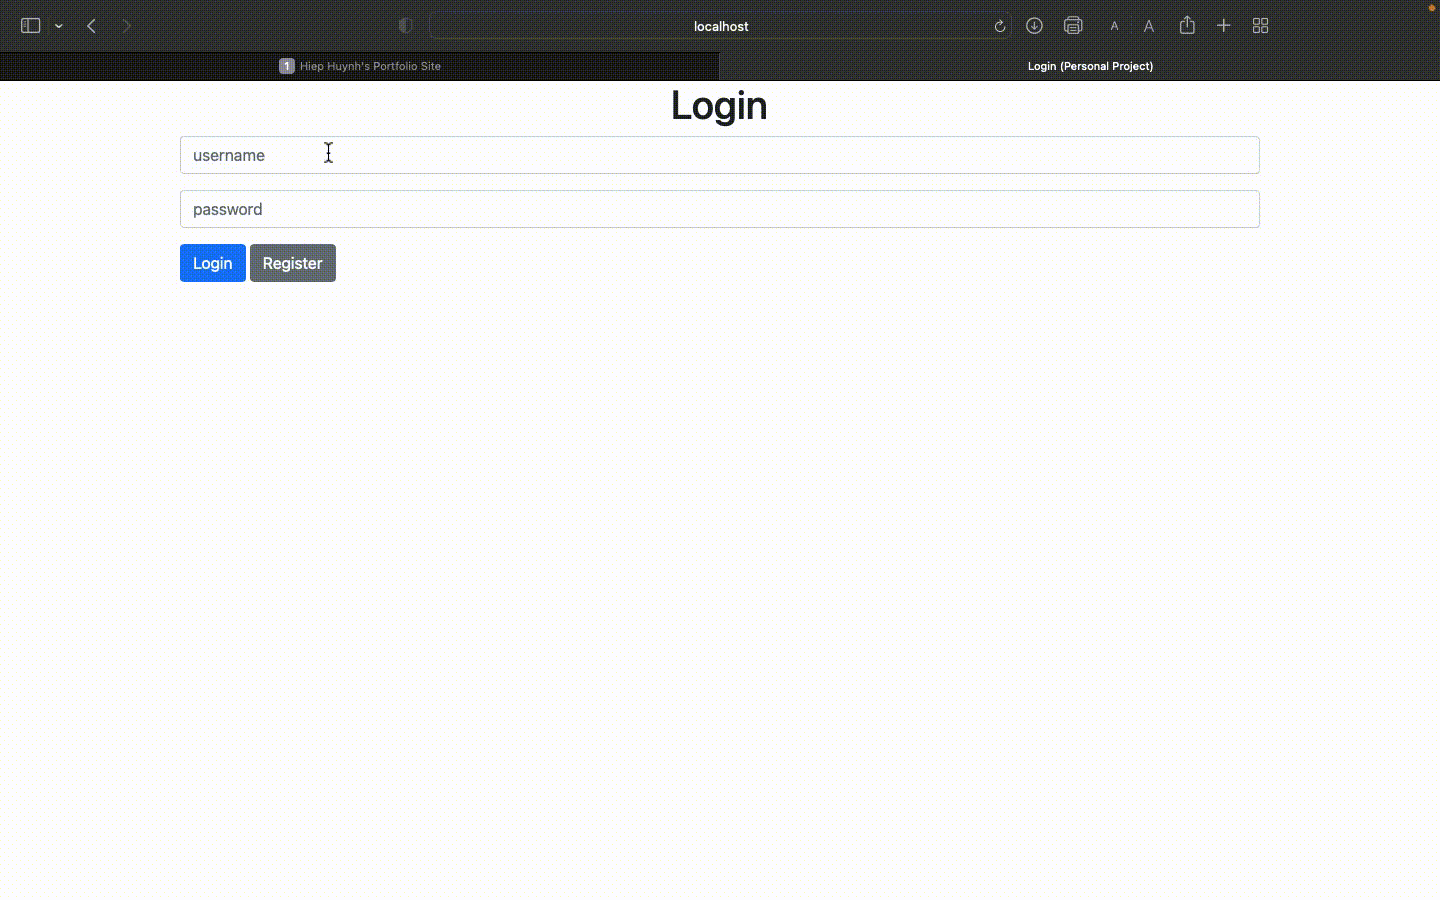 localhost
A A
1 Hiep Huynh's Portfolio Site
Login (Personal Project)
Login
username
password
Login Register